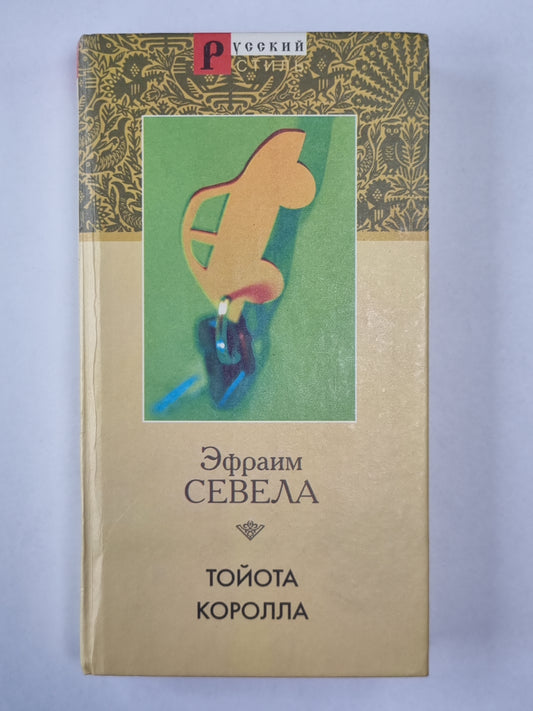 Русский
стиль
Эфраим
СЕВЕЛА
ТОЙОТА
КОРОЛЛА